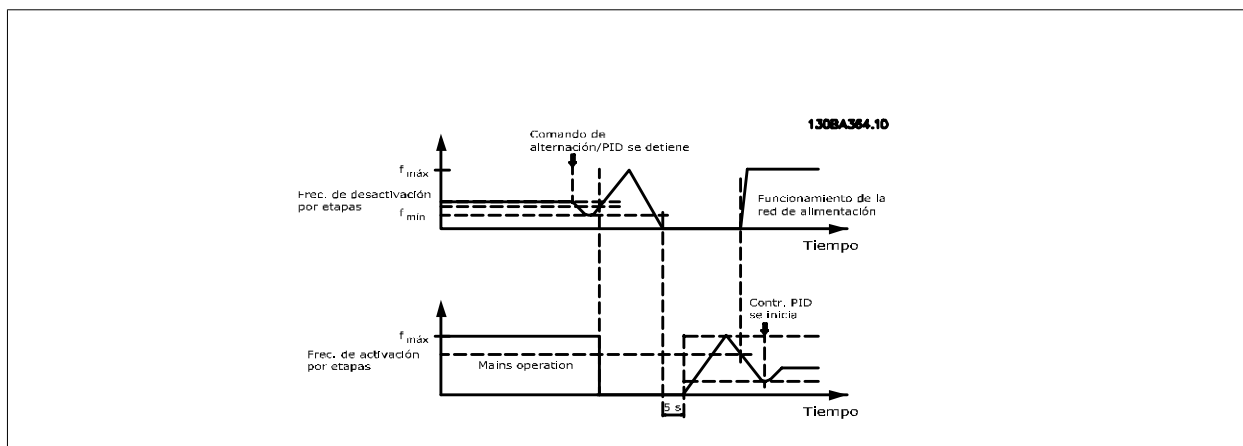 130BA364.10
Comando de
alternación/PID se detiene
f máx
Frec. de desactivación
por etapas
f mín
Funcionamiento de la
red de alimentación
Tiempo
Contr. PID
se inicia
f máx
Frec. de activación
por etapas
Mains operation
5 s
Tiempo